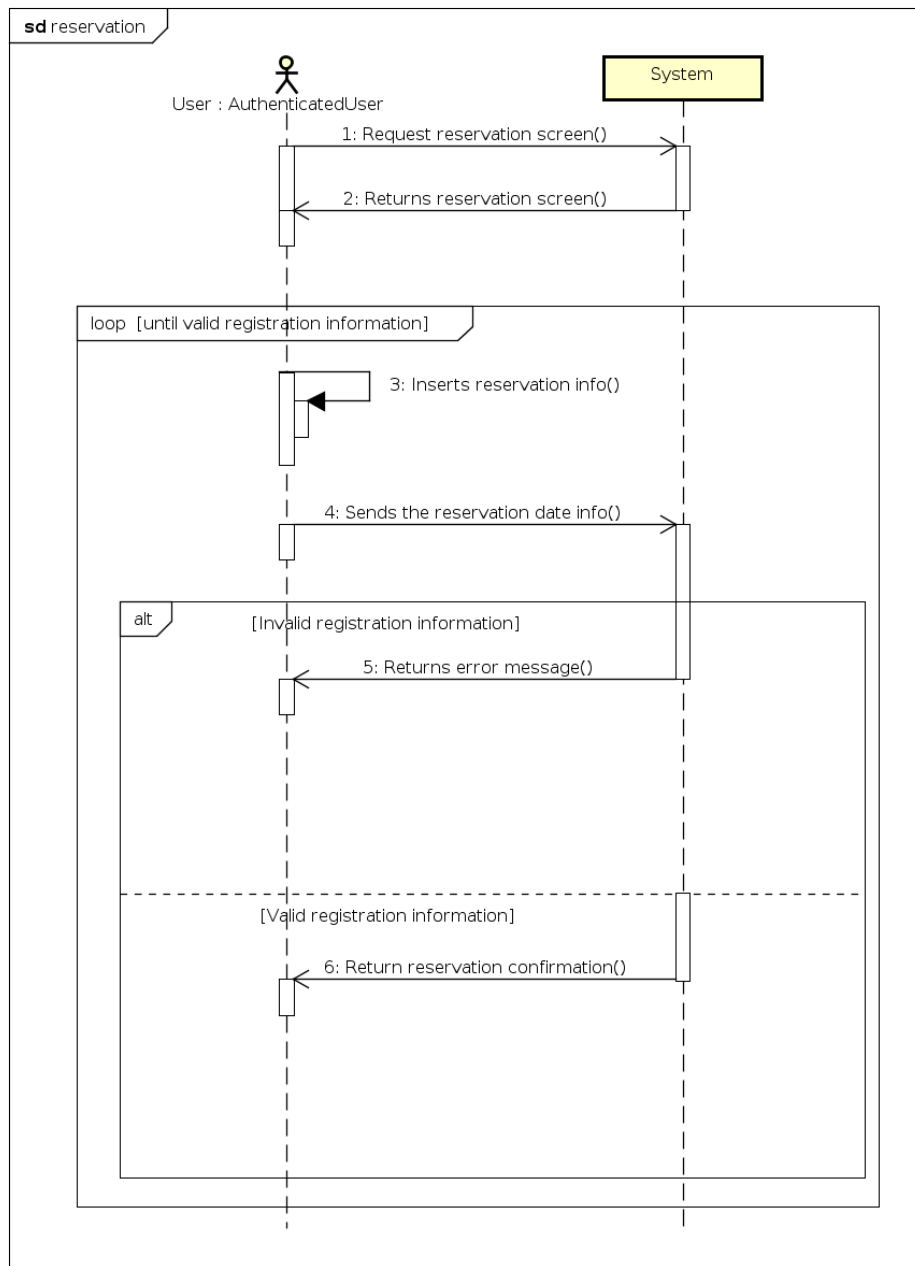 sd reservation
User : AuthenticatedUser
System
1: Request reservation screen()
2: Returns reservation screen()
loop [until valid registration information]
3: Inserts reservation info()
4: Sends the reservation date info()
alt
[Invalid registration information]
5: Returns error message()
[Valid registration information]
6: Return reservation confirmation()